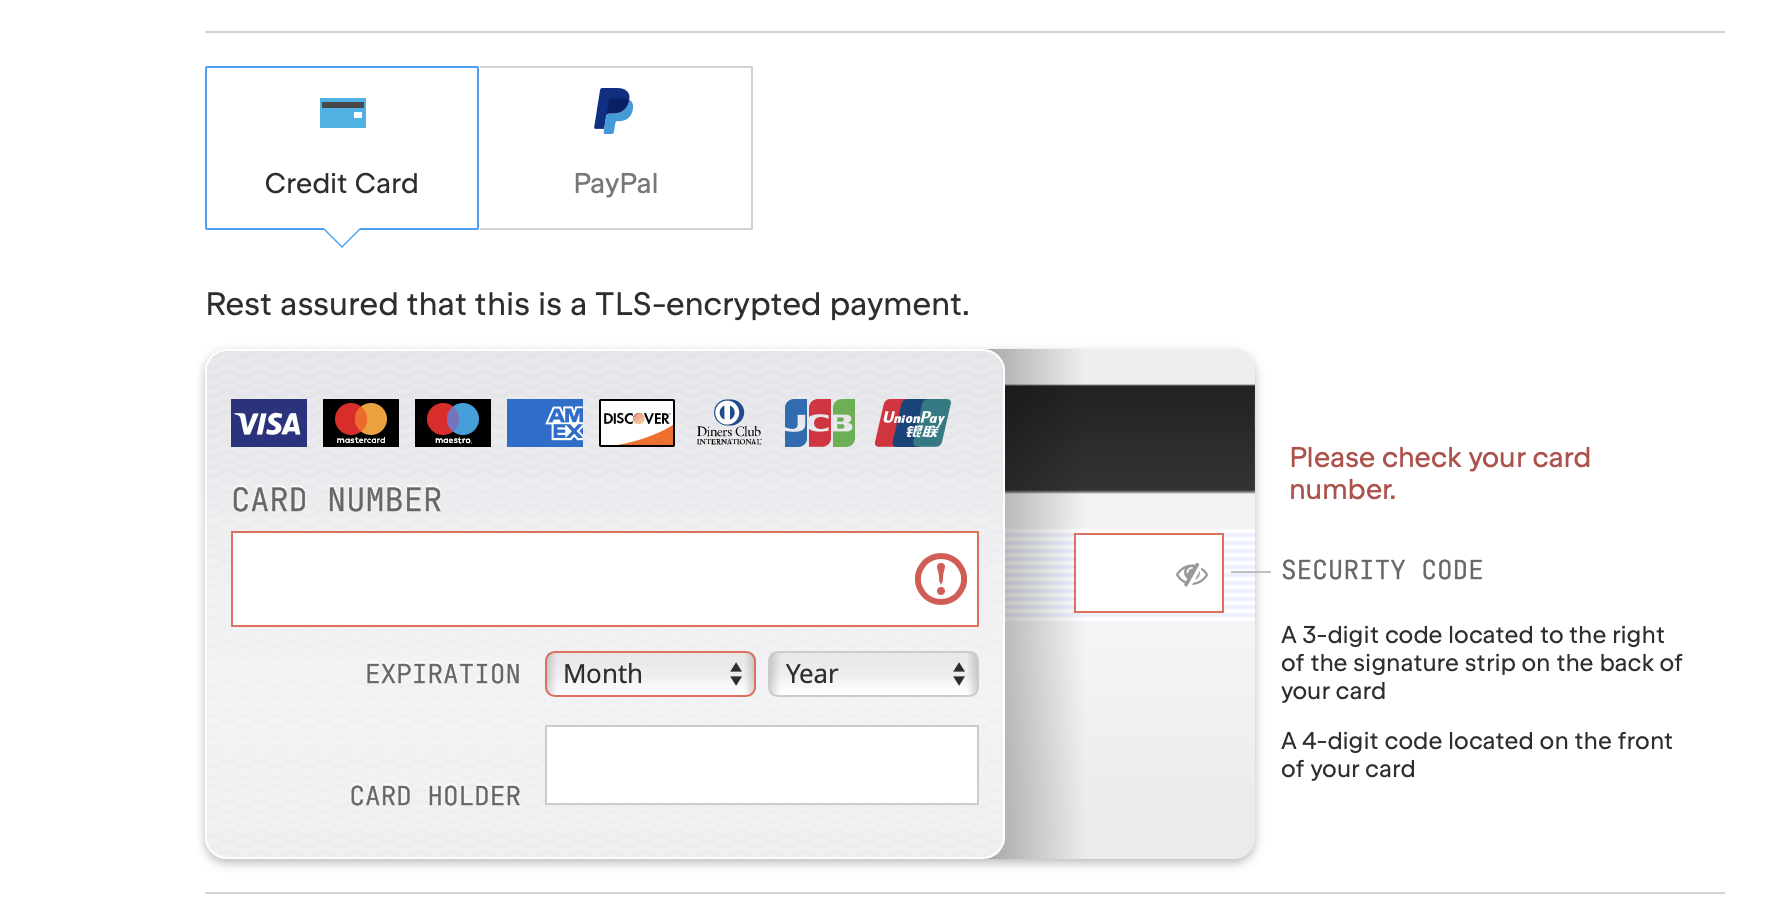 Credit Card
PayPal
Rest assured that this is a TLS-encrypted payment.
VISA
mastercard
maestro
AM
EX
DISCOVER
Diners Club
INTERNATIONAL
JCB
UnionPay
银联
CARD NUMBER
Please check your card
number.
SECURITY CODE
A 3-digit code located to the right
of the signature strip on the back of
your card
A 4-digit code located on the front
of your card
EXPIRATION
Month
Year
CARD HOLDER